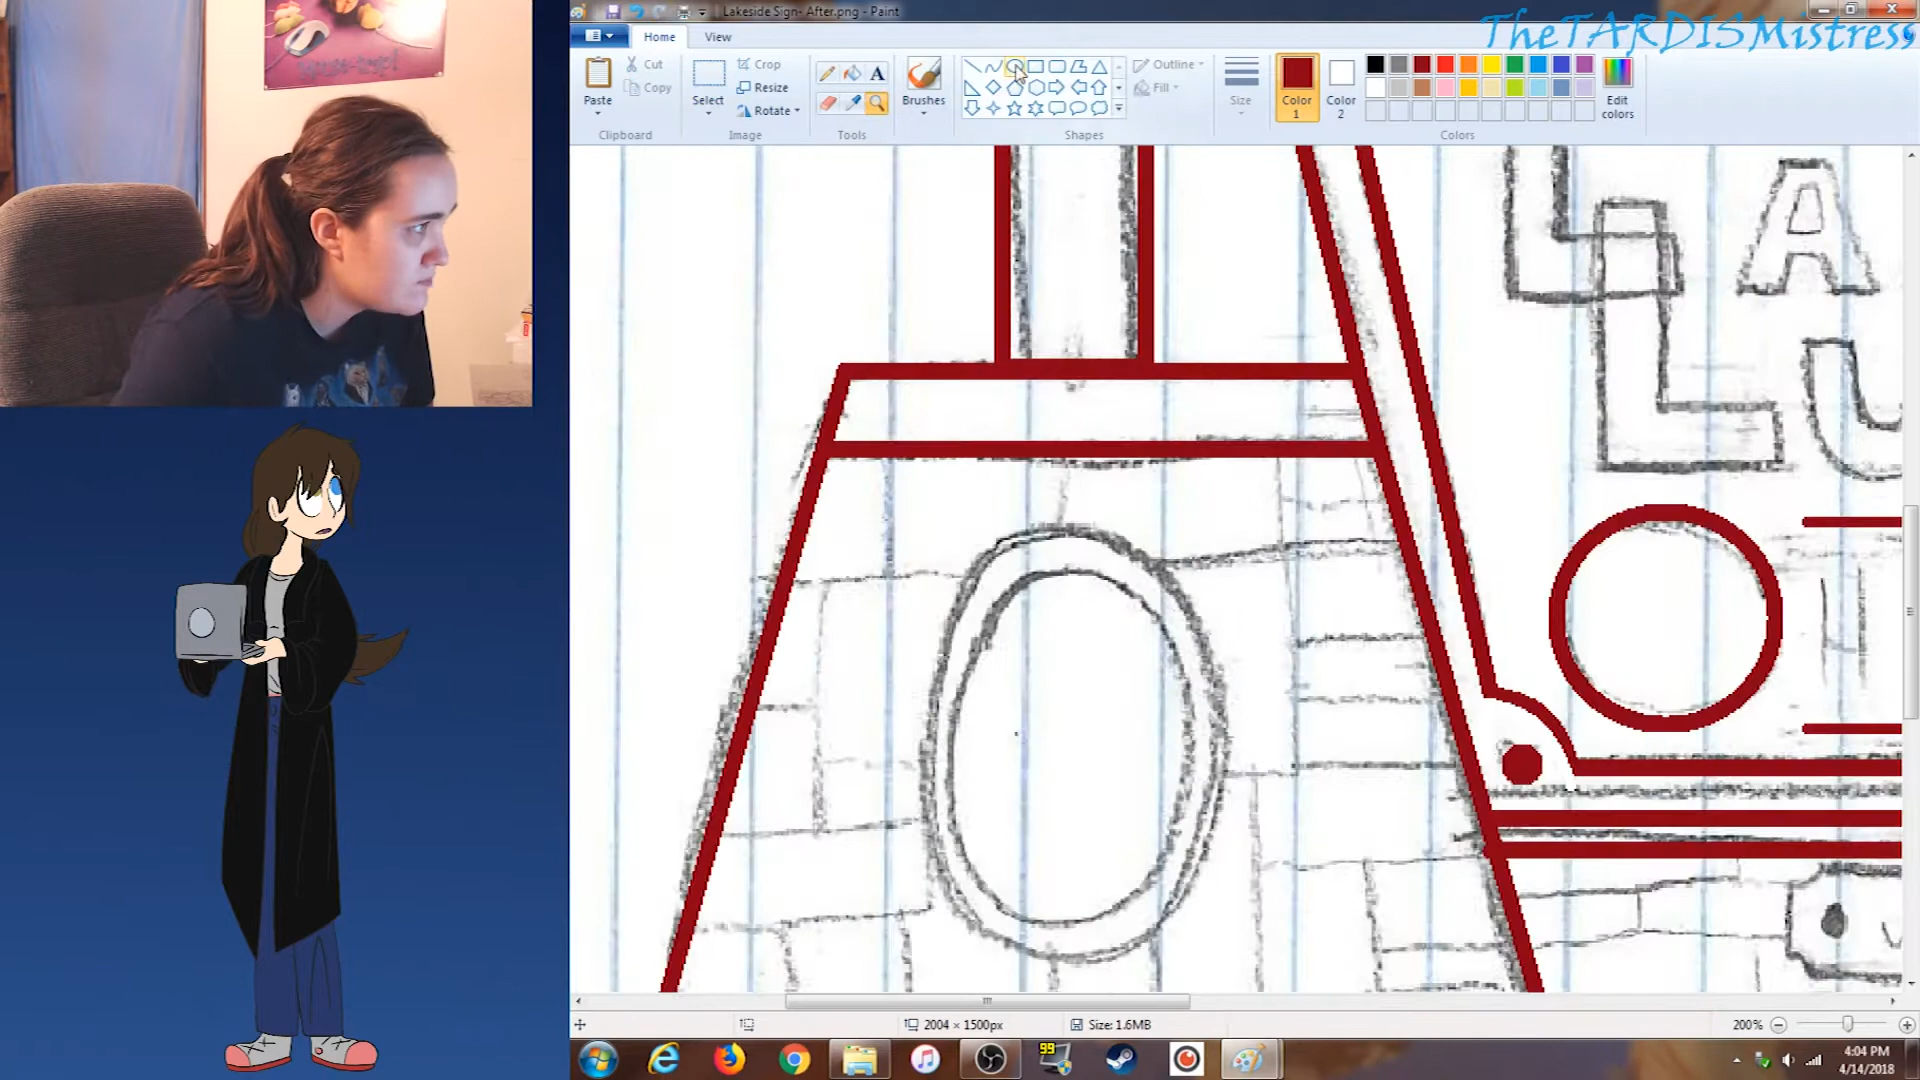 Lakeside Sign- After.png - Paint
TheTARDISMistress
Home
View
Paste
Cut
Copy
Clipboard
Select
Crop
Resize
Rotate
Image
A
Tools
Brushes
Shapes
Outline
Fill
Size
Color 1
Color 2
Edit colors
Colors
L
A
L
2004 × 1500px
Size: 1.6MB
200%
99
4:04 PM
4/14/2018